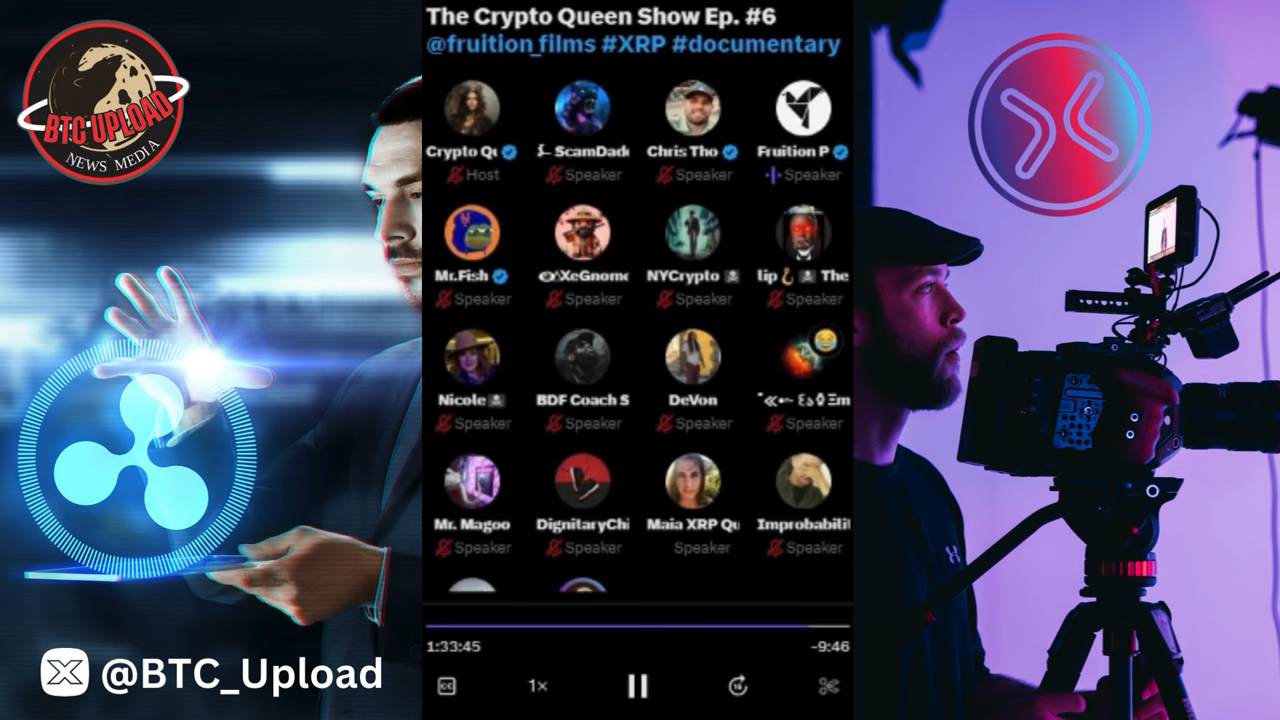 BTC UPLOAD
NEWS MEDIA
@BTC_Upload
The Crypto Queen Show Ep. #6
@fruition_films #XRP #documentary
Crypto Qu
ScamDad
Chris Tho
Fruition P
Host
Speaker
Speaker
Speaker
Mr.Fish
XeGnome
NYCrypto
lip
The
Speaker
Speaker
Speaker
Speaker
Nicole
BDF Coach S
DeVon
Speaker
Speaker
Speaker
Speaker
Mr. Magoo
DignitaryChi
Maia XRP Qu
Improbabilit
Speaker
Speaker
Speaker
Speaker
1:33:45
-9:46
CC
1×
15